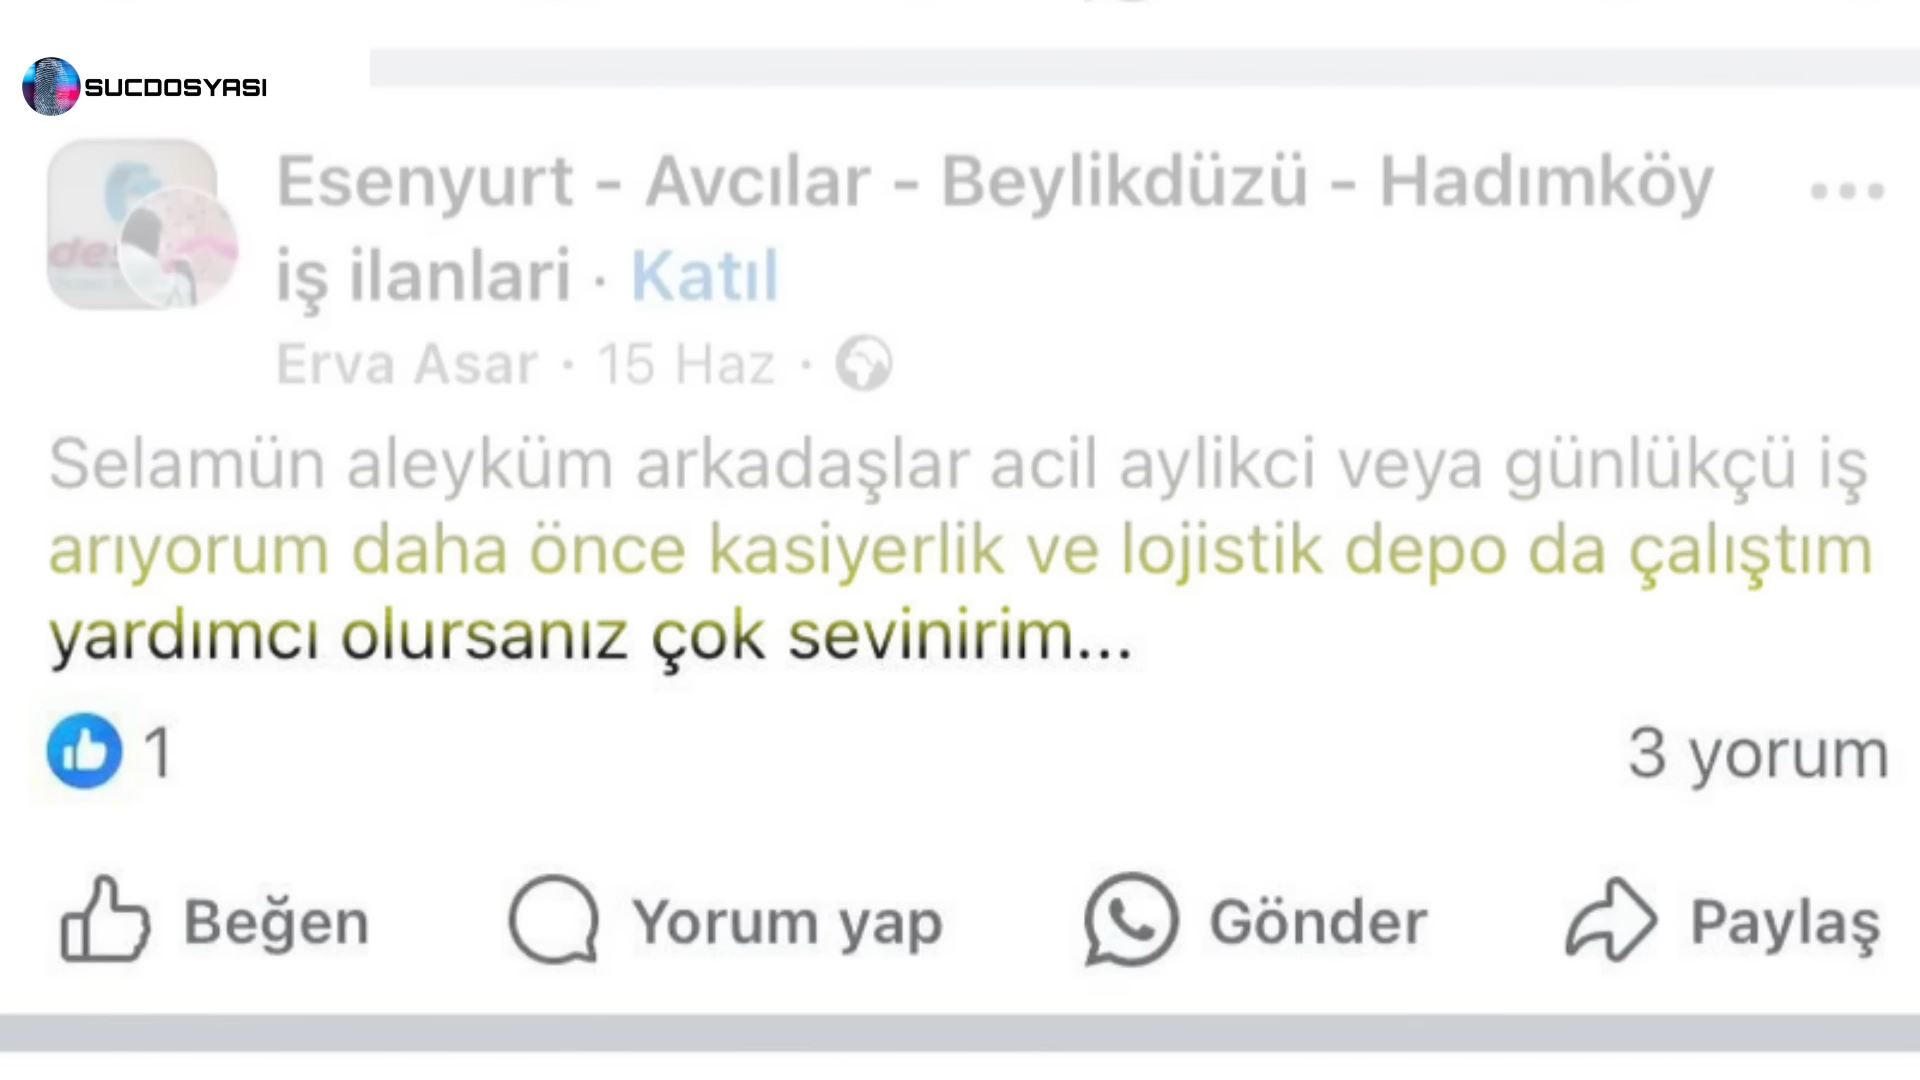 SUCDOSYASI
Esenyurt - Avcılar - Beylikdüzü - Hadımköy
iş ilanlari · Katıl
Erva Asar · 15 Haz ·
Selamün aleyküm arkadaşlar acil aylikci veya günlükçü iş
arıyorum daha önce kasiyerlik ve lojistik depo da çalıştım
yardımcı olursanız çok sevinirim...
1
3 yorum
Beğen
Yorum yap
Gönder
Paylaş